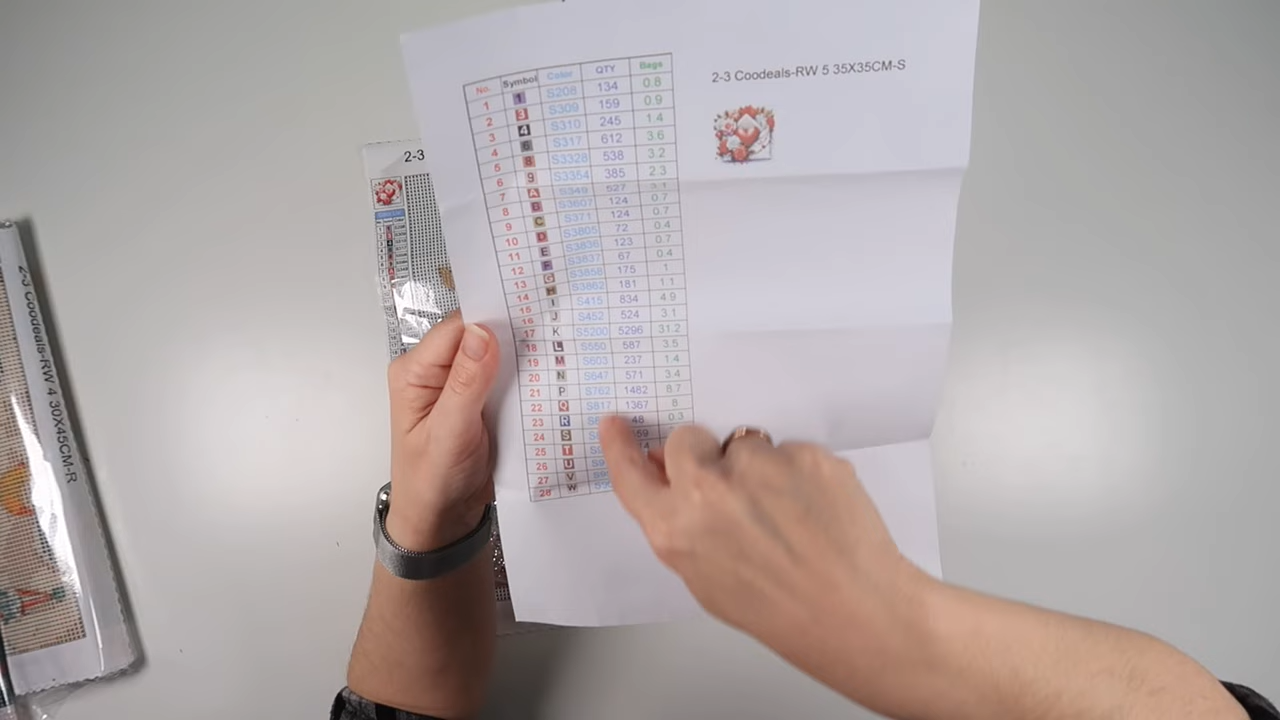 2-3 Coodeals-RW 5 35X35CM-S
No. Symbol Color QTY Bags
1 1 S208 134 0.8
2 3 S309 159 0.9
3 4 S310 245 1.4
4 6 S317 612 3.6
5 8 S3328 538 3.2
6 9 S3354 385 2.3
7 A S349 527 3.1
8 B S3607 124 0.7
9 C S371 124 0.7
10 D S3805 72 0.4
11 E S3836 123 0.7
12 F S3837 67 0.4
13 G S3858 175 1
14 H S3862 181 1.1
15 I S415 834 4.9
16 J S452 524 3.1
17 K S5200 5296 31.2
18 L S550 587 3.5
19 M S603 237 1.4
20 N S647 571 3.4
21 P S762 1482 8.7
22 Q S817 1367 8
23 R 48 0.3
24 S
25 T
26 U
27 V
28 W
2-3
2-3 Coodeals-RW 4 30X45CM-R